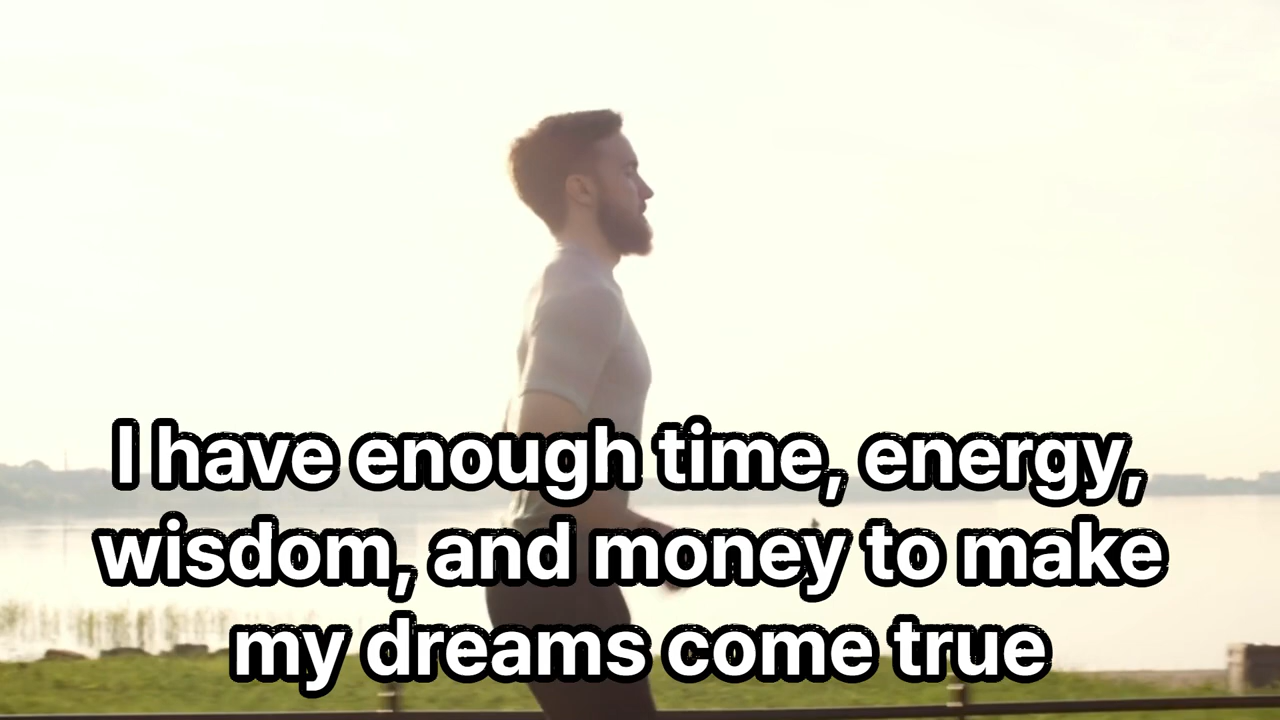 I have enough time, energy,
wisdom, and money to make
my dreams come true